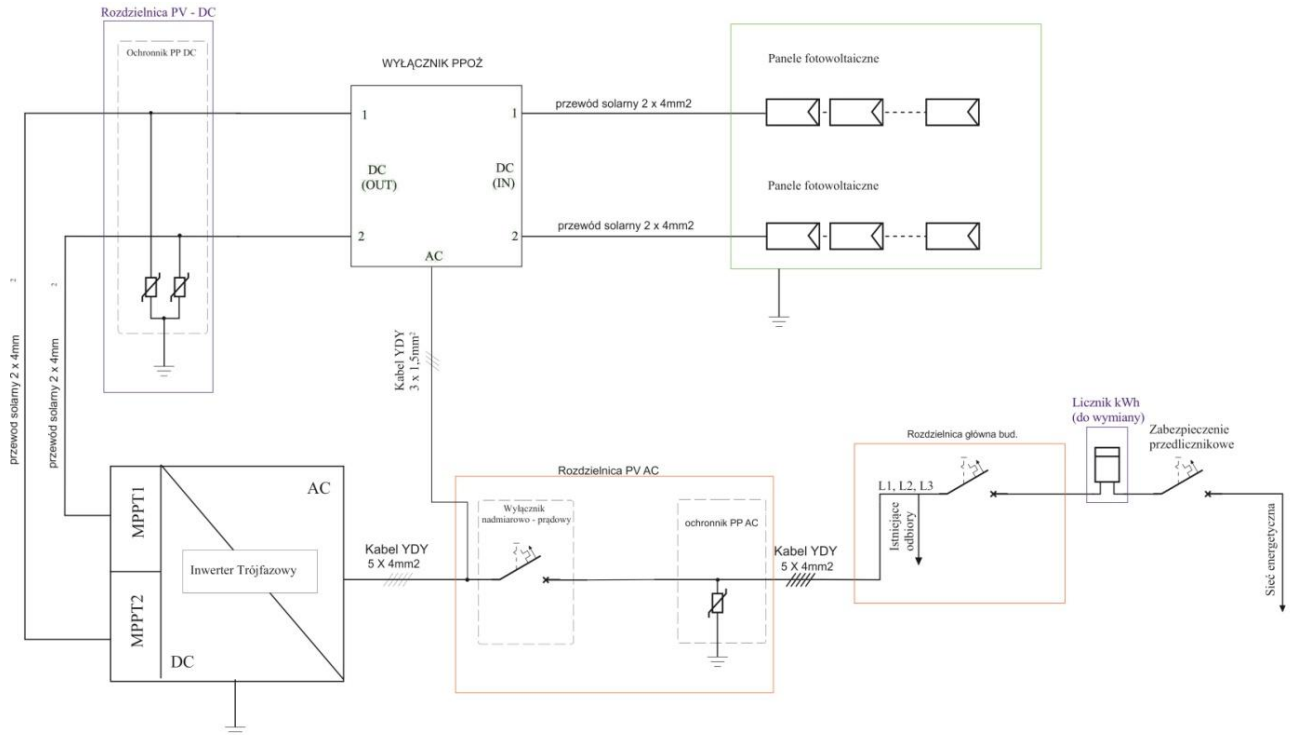 Rozdzielnica PV - DC
Ochronnik PP DC
WYŁĄCZNIK PPOŻ
1
DC
(OUT)
2
1
DC
(IN)
2
AC
przewód solarny 2 x 4mm2
przewód solarny 2 x 4mm2
Panele fotowoltaiczne
Panele fotowoltaiczne
przewod solarny 2 x 4mm
2
przewód solarny 2 x 4mm
2
Kabel YDY
3 x 1,5mm²
MPPT1
MPPT2
AC
Inwerter Trójfazowy
DC
Kabel YDY
5 X 4mm2
Rozdzielnica PV AC
Wyłącznik
nadmiarowo - prądowy
ochronnik PP AC
Kabel YDY
5 X 4mm2
Rozdzielnica główna bud.
L1, L2, L3
Istniejące
odbiory
Licznik kWh
(do wymiany)
Zabezpieczenie
przedlicznikowe
Sieć energetyczna